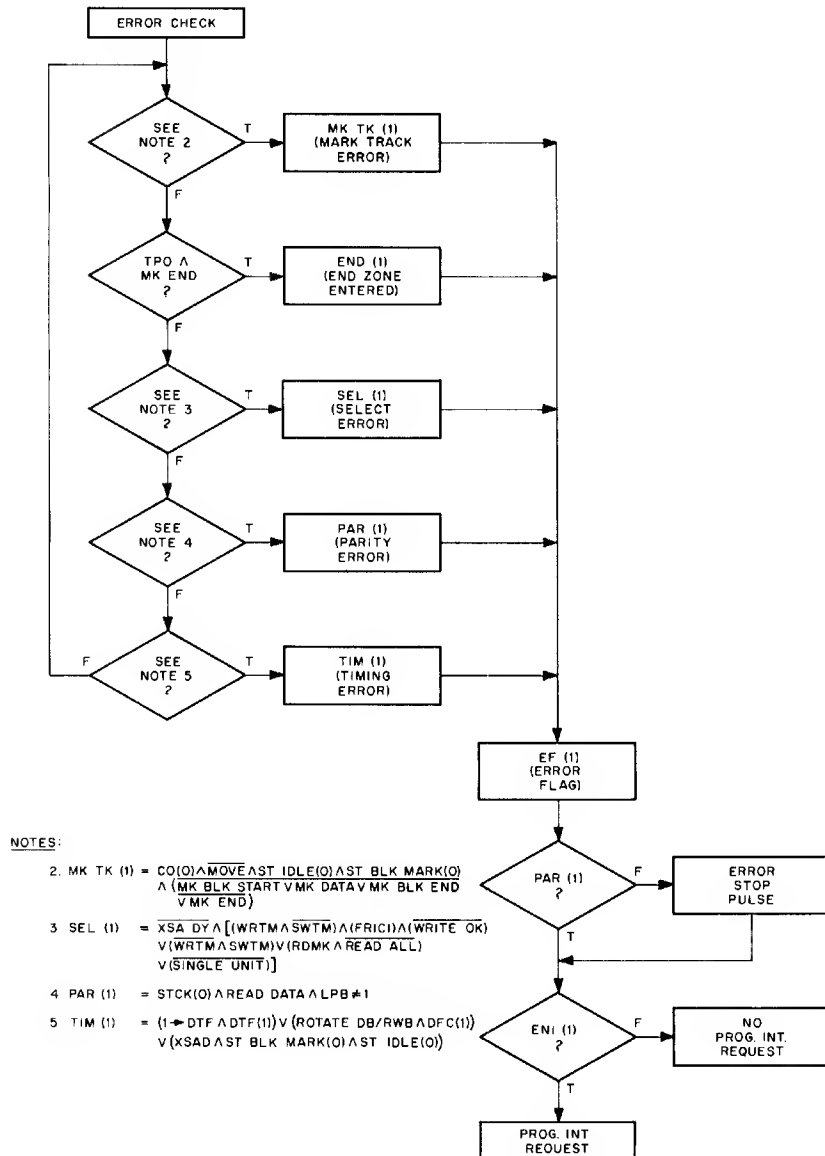 ERROR CHECK
SEE
NOTE 2
?
T
F
MK TK (1)
(MARK TRACK
ERROR)
TPO ∧
MK END
?
T
F
END (1)
(END ZONE
ENTERED)
SEE
NOTE 3
?
T
F
SEL (1)
(SELECT
ERROR)
SEE
NOTE 4
?
T
F
PAR (1)
(PARITY
ERROR)
F
SEE
NOTE 5
?
T
TIM (1)
(TIMING
ERROR)
EF (1)
(ERROR
FLAG)
PAR (1)
?
F
T
ERROR
STOP
PULSE
ENI (1)
?
F
T
NO
PROG. INT.
REQUEST
PROG. INT
REQUEST
NOTES:
2. MK TK (1) = CO(0)∧MOVE∧ST IDLE(0)∧ST BLK MARK(0)
∧(MK BLK START∨MK DATA∨MK BLK END
∨MK END)
3 SEL (1) = XSA DY∧[(WRTM∧SWTM)∧(FRICI)∧(WRITE OK)
∨(WRTM∧SWTM)∨(RDMK∧READ ALL)
∨(SINGLE UNIT)]
4 PAR (1) = STCK(0)∧READ DATA∧LPB≠1
5 TIM (1) = (1→DTF∧DTF(1))∨(ROTATE DB/RWB∧DFC(1))
∨(XSAD∧ST BLK MARK(0)∧ST IDLE(0))